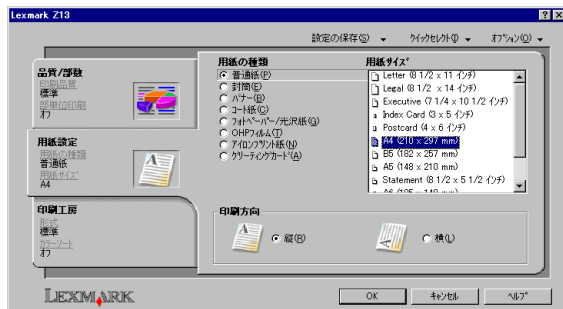 Lexmark Z13
設定の保存(S)
クイックセレクト(I)
オプション(O)
品質/部数
印刷品質
標準
部単位印刷
オフ
用紙設定
用紙の種類
普通紙
用紙サイズ
A4
印刷工房
形式
標準
カラーソート
オフ
用紙の種類
普通紙(P)
封筒(E)
バナー(B)
コート紙(C)
フォトペーパー/光沢紙(G)
OHPフィルム(T)
アイロンプリント紙(N)
グリーティングカード(A)
用紙サイズ
Letter (8 1/2 x 11 インチ)
Legal (8 1/2 x 14 インチ)
Executive (7 1/4 x 10 1/2 インチ)
Index Card (3 x 5 インチ)
Postcard (4 x 6 インチ)
A4 (210 x 297 mm)
B5 (182 x 257 mm)
A5 (148 x 210 mm)
Statement (8 1/2 x 5 1/2 インチ)
印刷方向
縦(R)
横(L)
LEXMARK
OK
キャンセル
ヘルプ